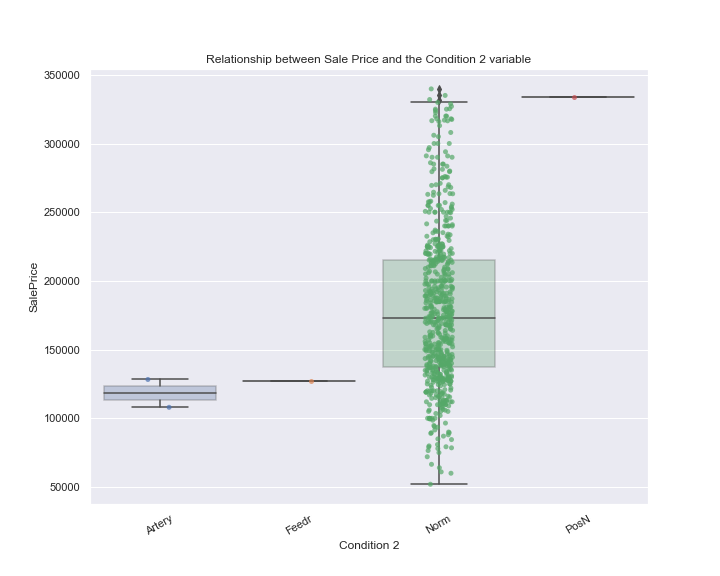 Relationship between Sale Price and the Condition 2 variable
350000
300000
250000
200000
150000
100000
50000
SalePrice
Artery
Feedr
Norm
PosN
Condition 2